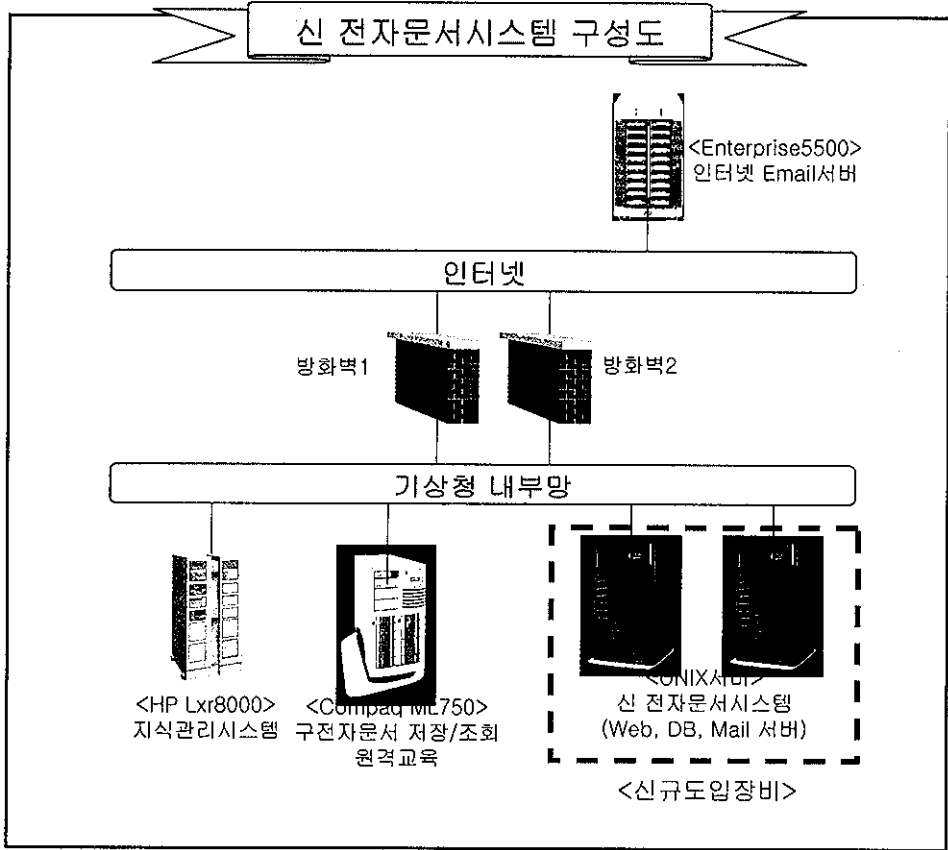 신 전자문서시스템 구성도
<Enterprise5500>
인터넷 Email서버
인터넷
방화벽1
방화벽2
기상청 내부망
<HP Lxr8000>
지식관리시스템
<Compaq ML750>
구전자문서 저장/조회
원격교육
<UNIX서버>
신 전자문서시스템
(Web, DB, Mail 서버)
<신규도입장비>